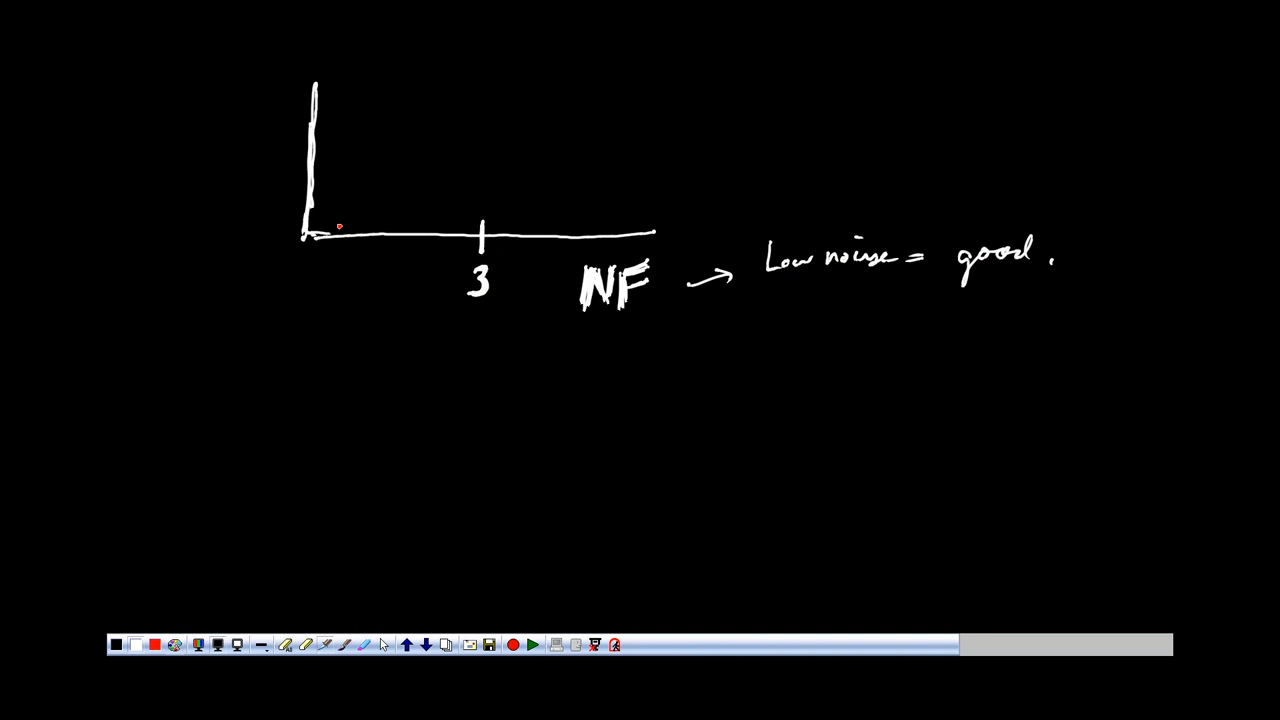 Low noise = good.
3 NF →